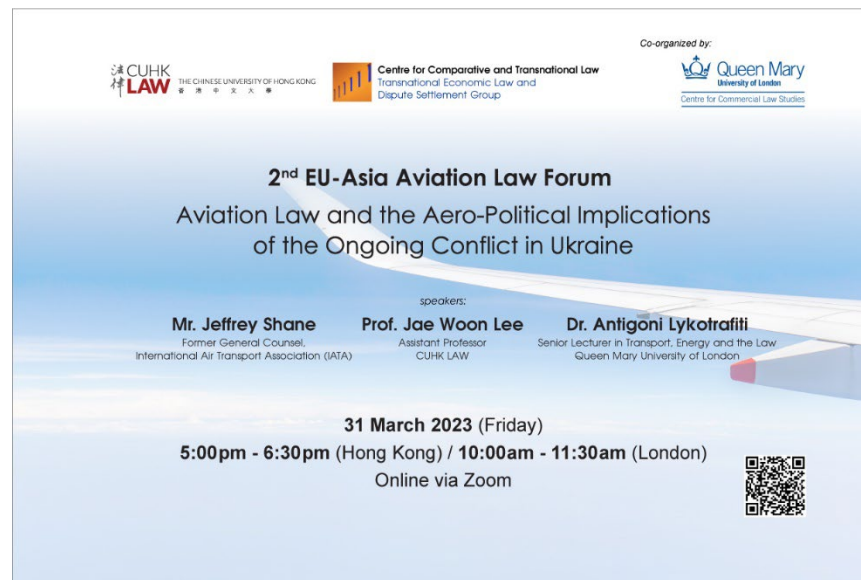 Co-organized by:
法律 CUHK LAW
THE CHINESE UNIVERSITY OF HONG KONG
香港中文大學
Centre for Comparative and Transnational Law
Transnational Economic Law and
Dispute Settlement Group
Queen Mary
University of London
Centre for Commercial Law Studies
2nd EU-Asia Aviation Law Forum
Aviation Law and the Aero-Political Implications
of the Ongoing Conflict in Ukraine
speakers:
Mr. Jeffrey Shane
Former General Counsel,
International Air Transport Association (IATA)
Prof. Jae Woon Lee
Assistant Professor
CUHK LAW
Dr. Antigoni Lykotrafiti
Senior Lecturer in Transport, Energy and the Law
Queen Mary University of London
31 March 2023 (Friday)
5:00pm - 6:30pm (Hong Kong) / 10:00am - 11:30am (London)
Online via Zoom